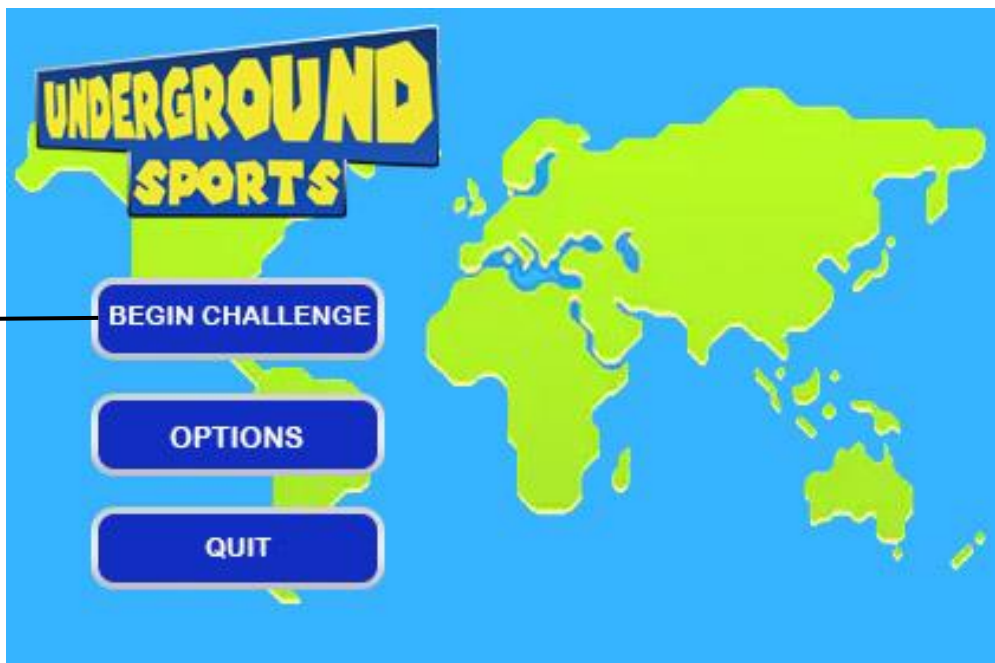 UNDERGROUND
SPORTS
BEGIN CHALLENGE
OPTIONS
QUIT